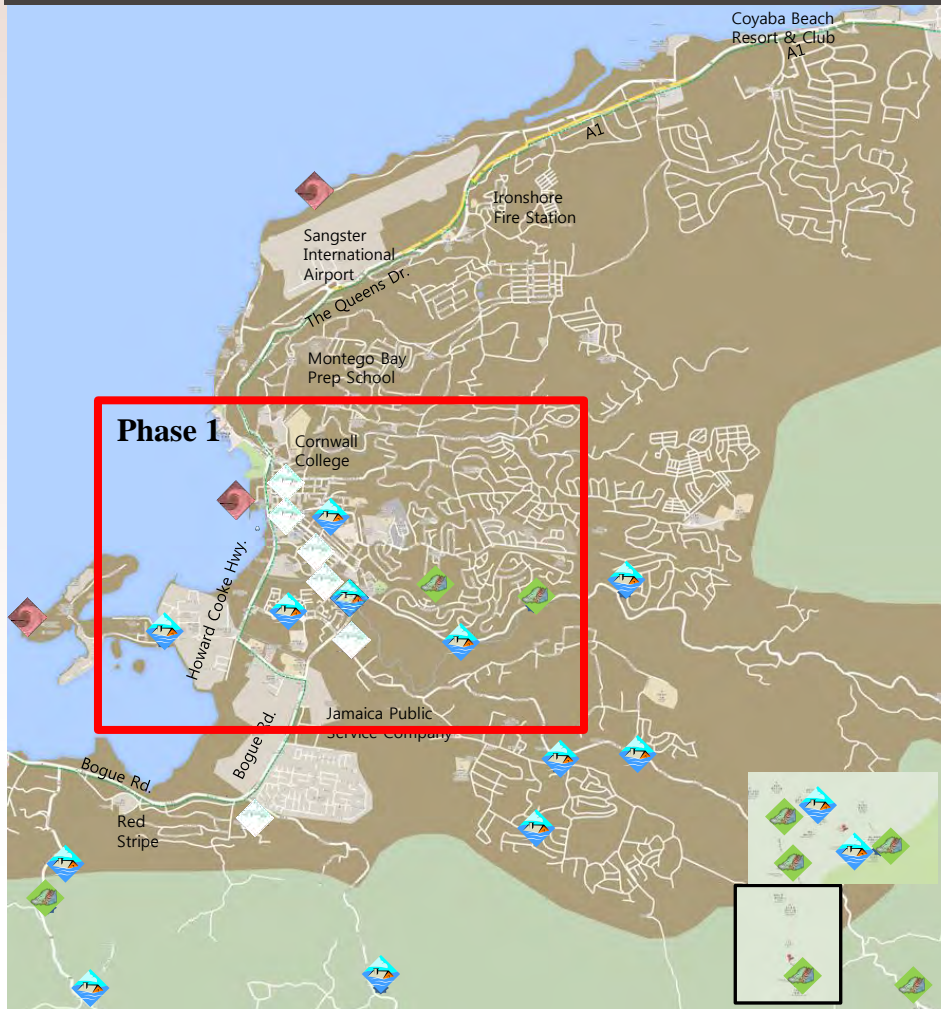 Coyaba Beach
Resort & Club
A1
A1
Ironshore
Fire Station
Sangster
International
Airport
The Queens Dr.
Montego Bay
Prep School
Phase 1
Cornwall
College
Howard Cooke Hwy.
Jamaica Public
Service Company
Bogue Rd.
Bogue Rd.
Red
Stripe